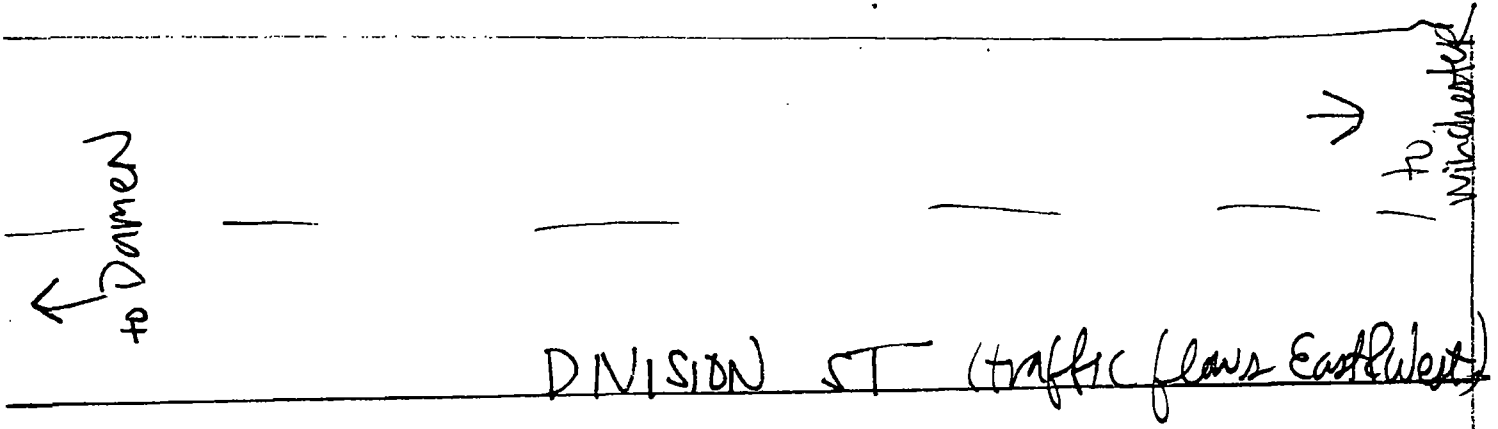 to Damen
to
Winchester
DIVISION ST (traffic flows East & West)